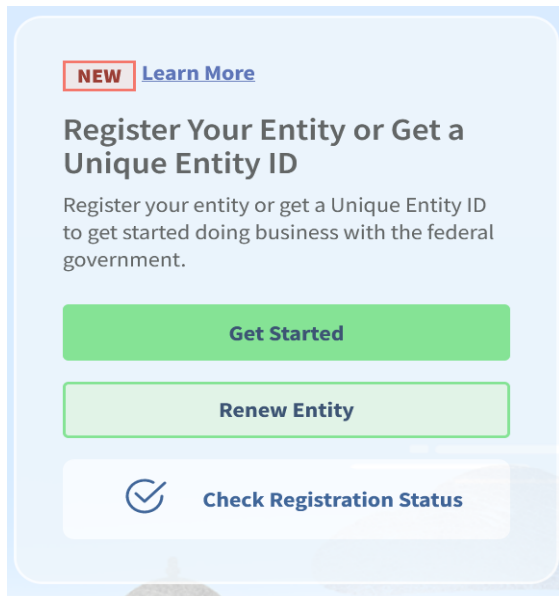 NEW Learn More
Register Your Entity or Get a
Unique Entity ID
Register your entity or get a Unique Entity ID
to get started doing business with the federal
government.
Get Started
Renew Entity
Check Registration Status